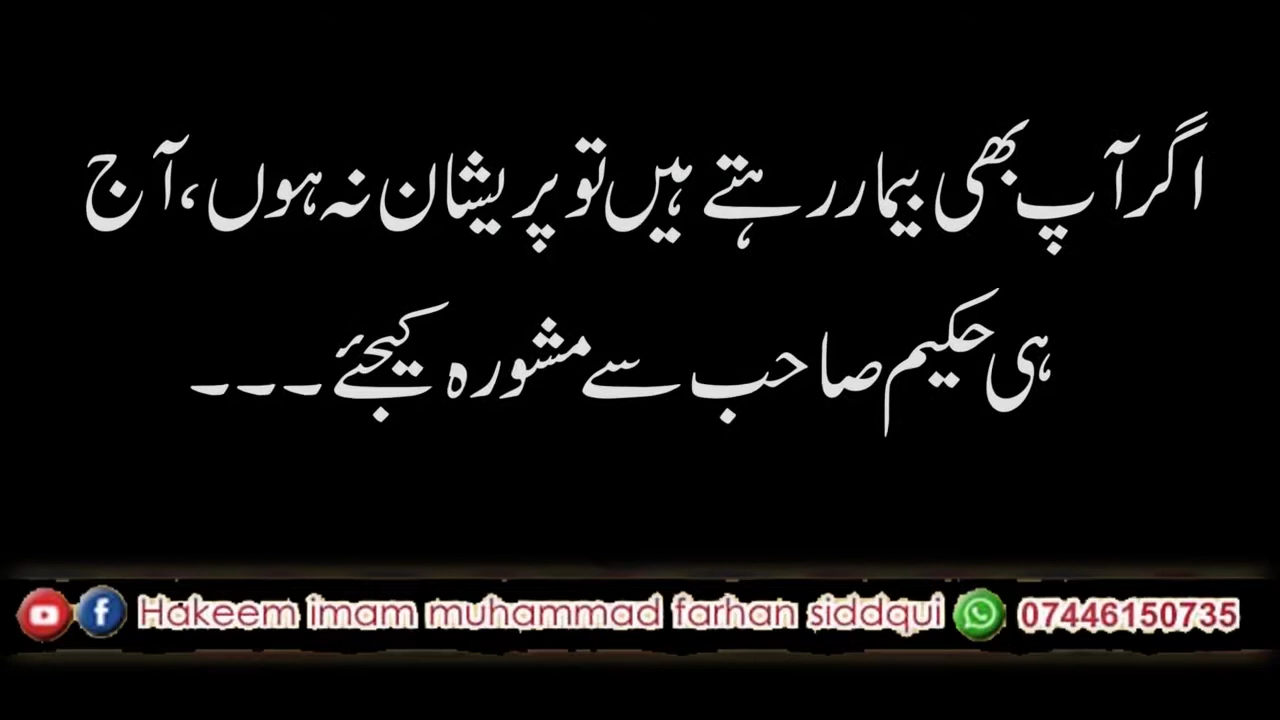 اگر آپ بھی بیمار رہتے ہیں تو پریشان نہ ہوں، آج
ہی حکیم صاحب سے مشورہ کیجئے۔۔۔
Hakeem imam muhammad farhan siddqui 07446150735